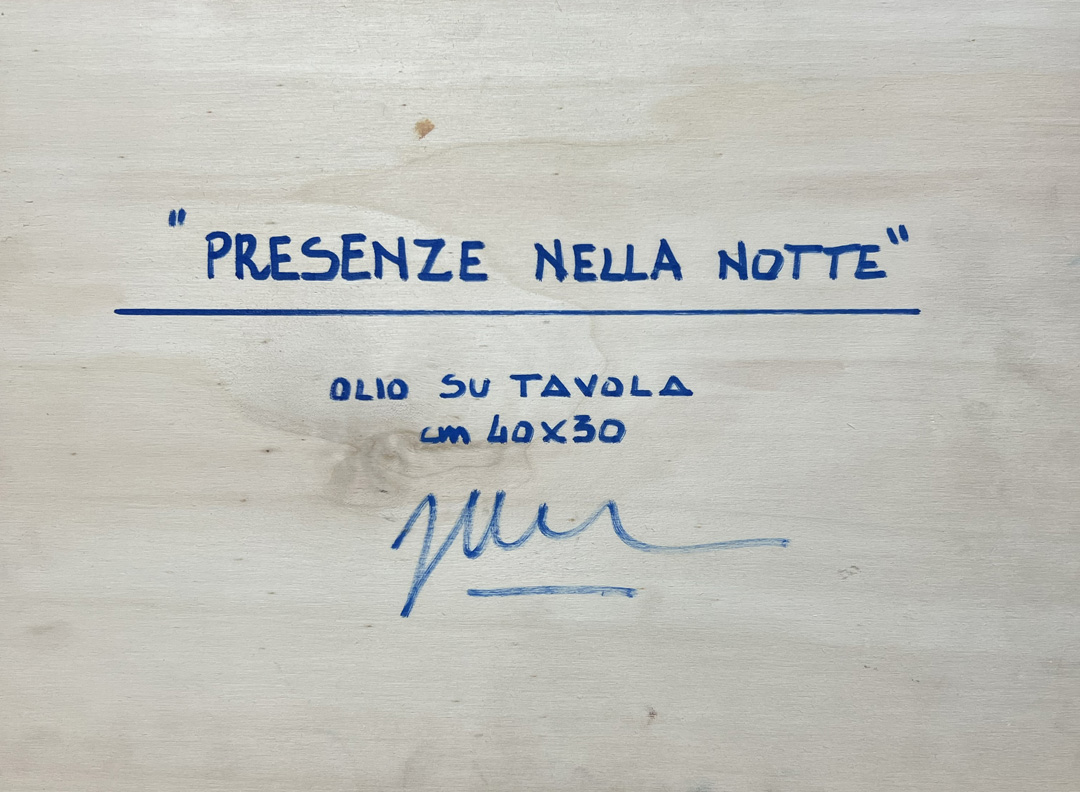 "PRESENZE NELLA NOTTE"
OLIO SU TAVOLA
cm 40x30